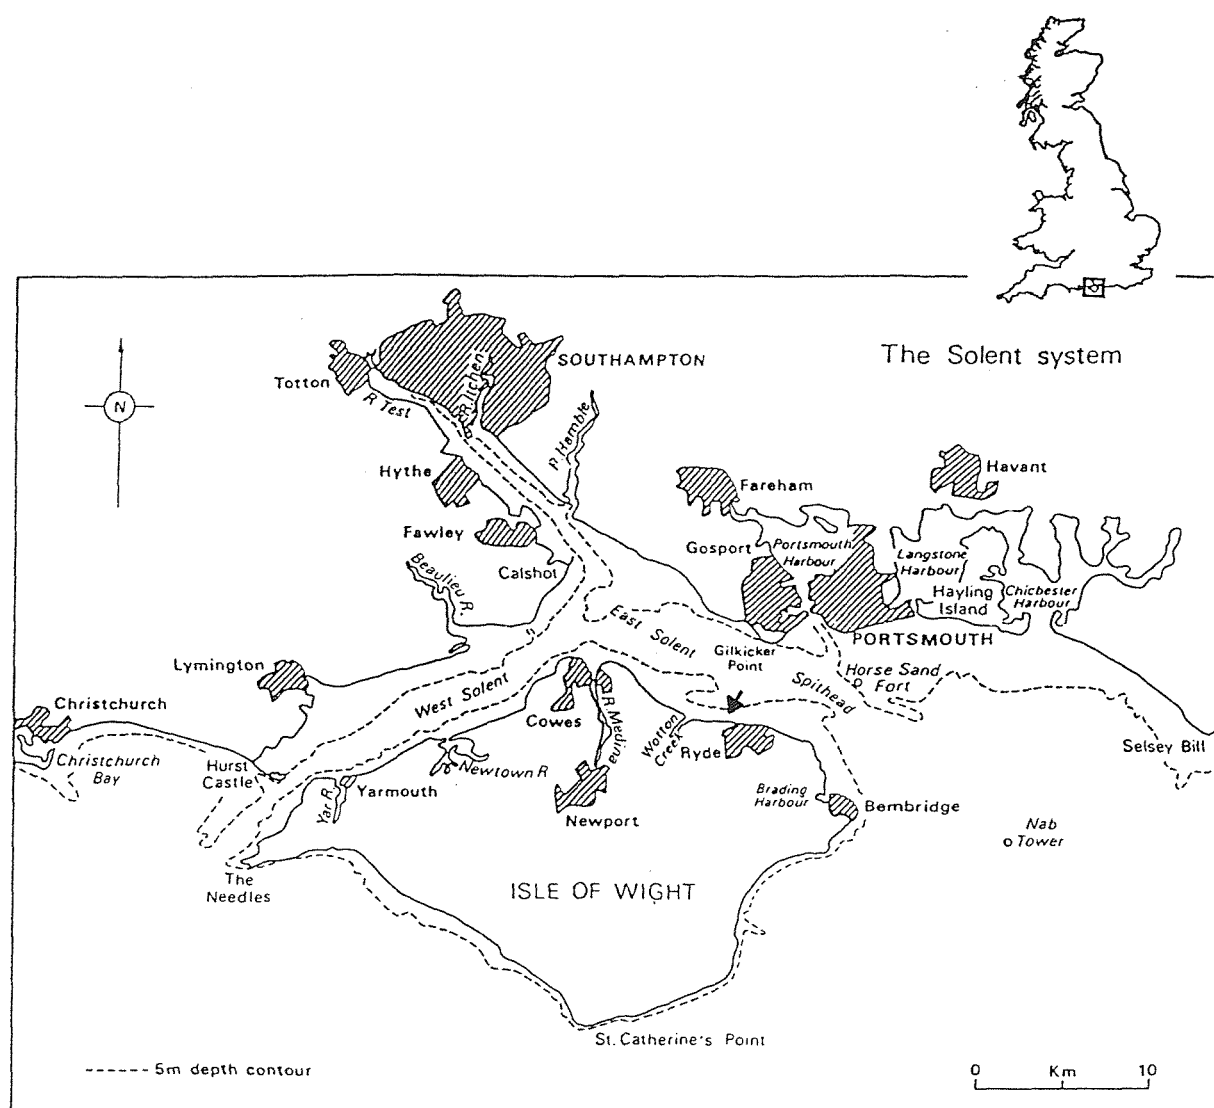 The Solent system
SOUTHAMPTON
Totton
R. Itchen
R Test
N
R. Hamble
Hythe
Havant
Fareham
Fawley
Gosport
Portsmouth
Harbour
Langstone
Harbour
Calshot
Beaulieu R.
Hayling
Island
Chichester
Harbour
East Solent
PORTSMOUTH
Gilkicker
Point
Lymington
Horse Sand
Fort
Spithead
West Solent
Christchurch
Cowes
R. Medina
Wotton
Creek
Ryde
Selsey Bill
Christchurch
Bay
Hurst
Castle
Newtown R
Yar R.
Yarmouth
Brading
Harbour
Bembridge
Newport
Nab
Tower
The
Needles
ISLE OF WIGHT
St. Catherine's Point
5m depth contour
0 Km 10